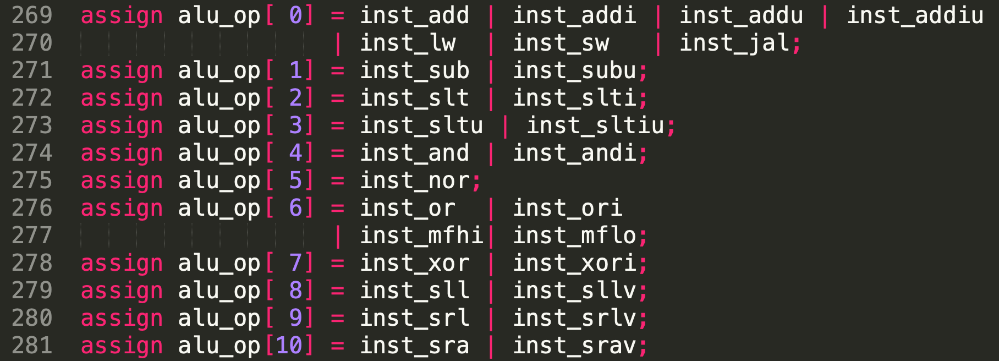 269 assign alu_op[ 0] = inst_add | inst_addi | inst_addu | inst_addiu
270 | inst_lw | inst_sw | inst_jal;
271 assign alu_op[ 1] = inst_sub | inst_subu;
272 assign alu_op[ 2] = inst_slt | inst_slti;
273 assign alu_op[ 3] = inst_sltu | inst_sltiu;
274 assign alu_op[ 4] = inst_and | inst_andi;
275 assign alu_op[ 5] = inst_nor;
276 assign alu_op[ 6] = inst_or | inst_ori
277 | inst_mfhi| inst_mflo;
278 assign alu_op[ 7] = inst_xor | inst_xori;
279 assign alu_op[ 8] = inst_sll | inst_sllv;
280 assign alu_op[ 9] = inst_srl | inst_srlv;
281 assign alu_op[10] = inst_sra | inst_srav;